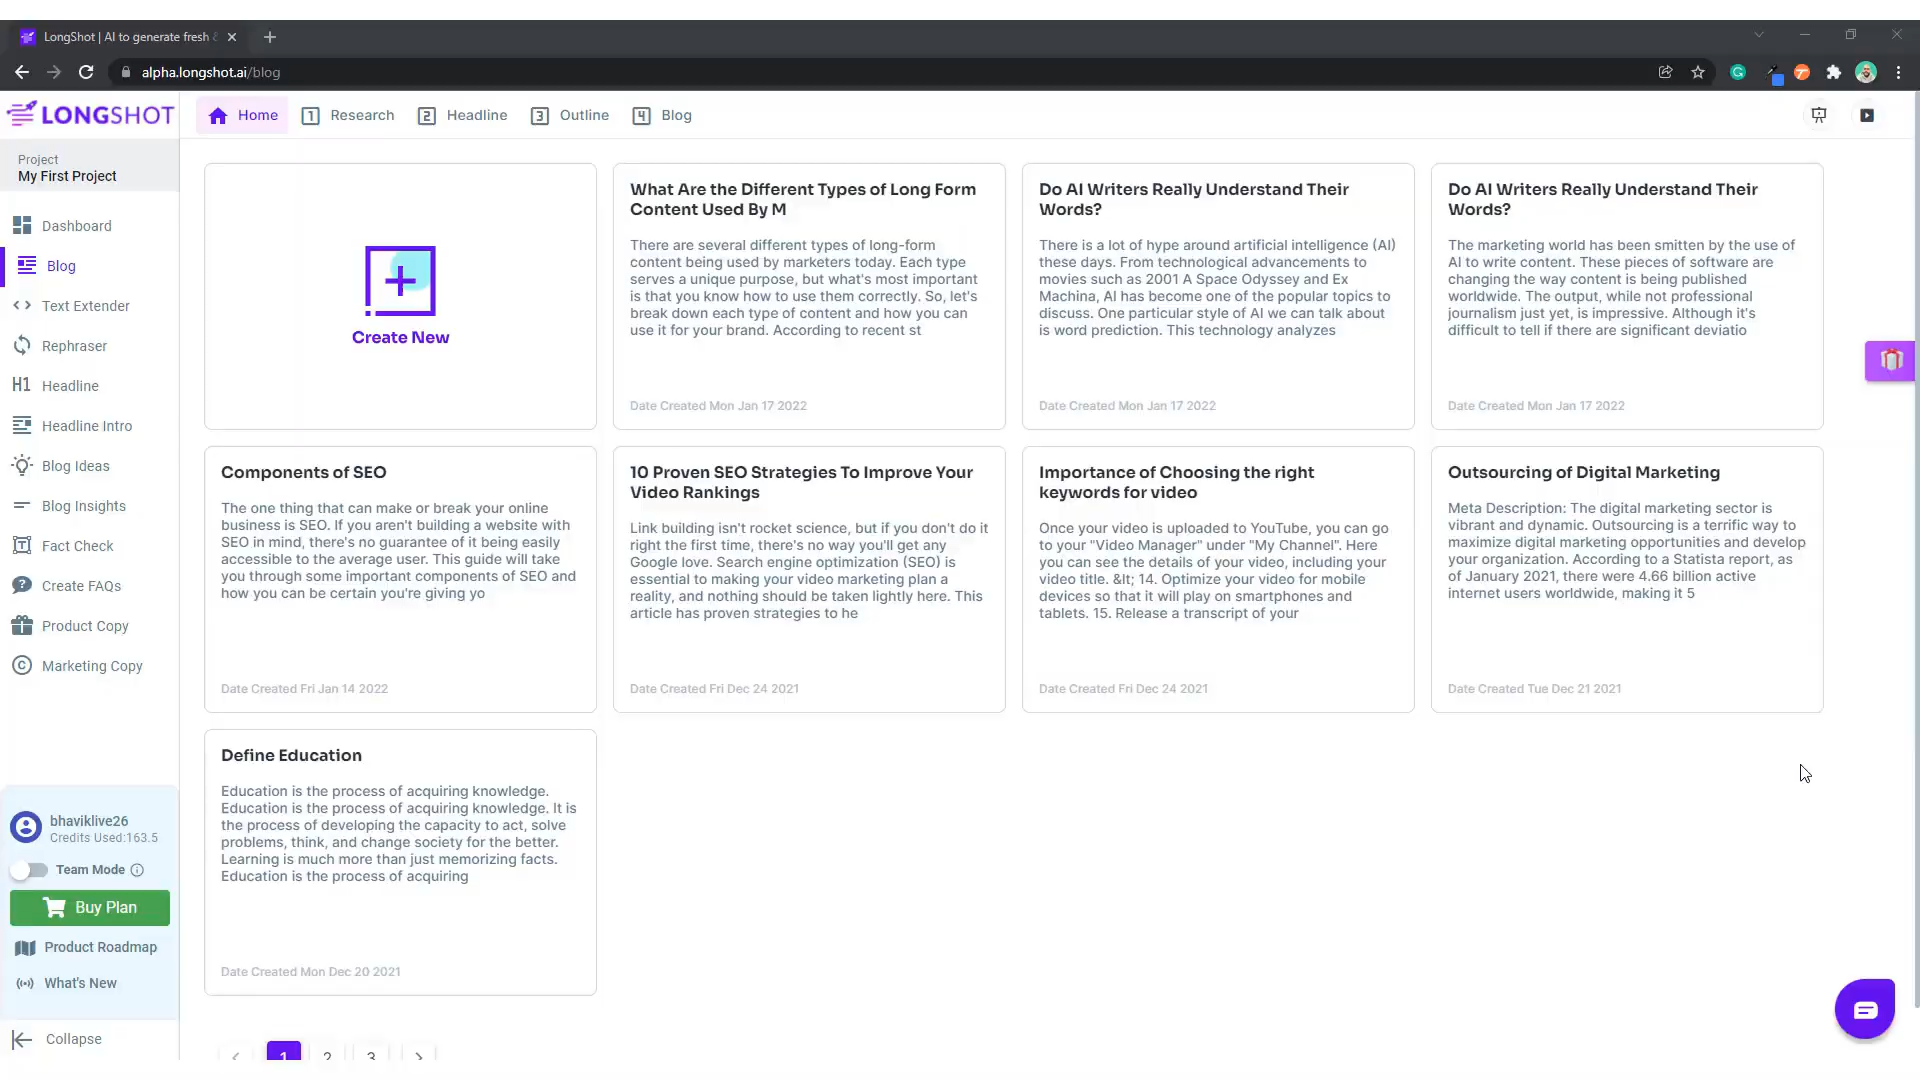 LongShot | AI to generate fresh &
alpha.longshot.ai/blog
LONGSHOT
Home
1 Research
2 Headline
3 Outline
4 Blog
Project
My First Project
Dashboard
Blog
Text Extender
Rephraser
H1 Headline
Headline Intro
Blog Ideas
Blog Insights
Fact Check
Create FAQs
Product Copy
Marketing Copy
bhaviklive26
Credits Used:163.5
Team Mode
Buy Plan
Product Roadmap
What's New
Collapse
Create New
What Are the Different Types of Long Form
Content Used By M
There are several different types of long-form
content being used by marketers today. Each type
serves a unique purpose, but what's most important
is that you know how to use them correctly. So, let's
break down each type of content and how you can
use it for your brand. According to recent st
Date Created Mon Jan 17 2022
Do AI Writers Really Understand Their
Words?
There is a lot of hype around artificial intelligence (AI)
these days. From technological advancements to
movies such as 2001 A Space Odyssey and Ex
Machina, AI has become one of the popular topics to
discuss. One particular style of AI we can talk about
is word prediction. This technology analyzes
Date Created Mon Jan 17 2022
Do AI Writers Really Understand Their
Words?
The marketing world has been smitten by the use of
AI to write content. These pieces of software are
changing the way content is being published
worldwide. The output, while not professional
journalism just yet, is impressive. Although it's
difficult to tell if there are significant deviatio
Date Created Mon Jan 17 2022
Components of SEO
The one thing that can make or break your online
business is SEO. If you aren't building a website with
SEO in mind, there's no guarantee of it being easily
accessible to the average user. This guide will take
you through some important components of SEO and
how you can be certain you're giving yo
Date Created Fri Jan 14 2022
10 Proven SEO Strategies To Improve Your
Video Rankings
Link building isn't rocket science, but if you don't do it
right the first time, there's no way you'll get any
Google love. Search engine optimization (SEO) is
essential to making your video marketing plan a
reality, and nothing should be taken lightly here. This
article has proven strategies to he
Date Created Fri Dec 24 2021
Importance of Choosing the right
keywords for video
Once your video is uploaded to YouTube, you can go
to your "Video Manager" under "My Channel". Here
you can see the details of your video, including your
video title. &lt; 14. Optimize your video for mobile
devices so that it will play on smartphones and
tablets. 15. Release a transcript of your
Date Created Fri Dec 24 2021
Outsourcing of Digital Marketing
Meta Description: The digital marketing sector is
vibrant and dynamic. Outsourcing is a terrific way to
maximize digital marketing opportunities and develop
your organization. According to a Statista report, as
of January 2021, there were 4.66 billion active
internet users worldwide, making it 5
Date Created Tue Dec 21 2021
Define Education
Education is the process of acquiring knowledge.
Education is the process of acquiring knowledge. It is
the process of developing the capacity to act, solve
problems, think, and change society for the better.
Learning is much more than just memorizing facts.
Education is the process of acquiring
Date Created Mon Dec 20 2021
1 2 3